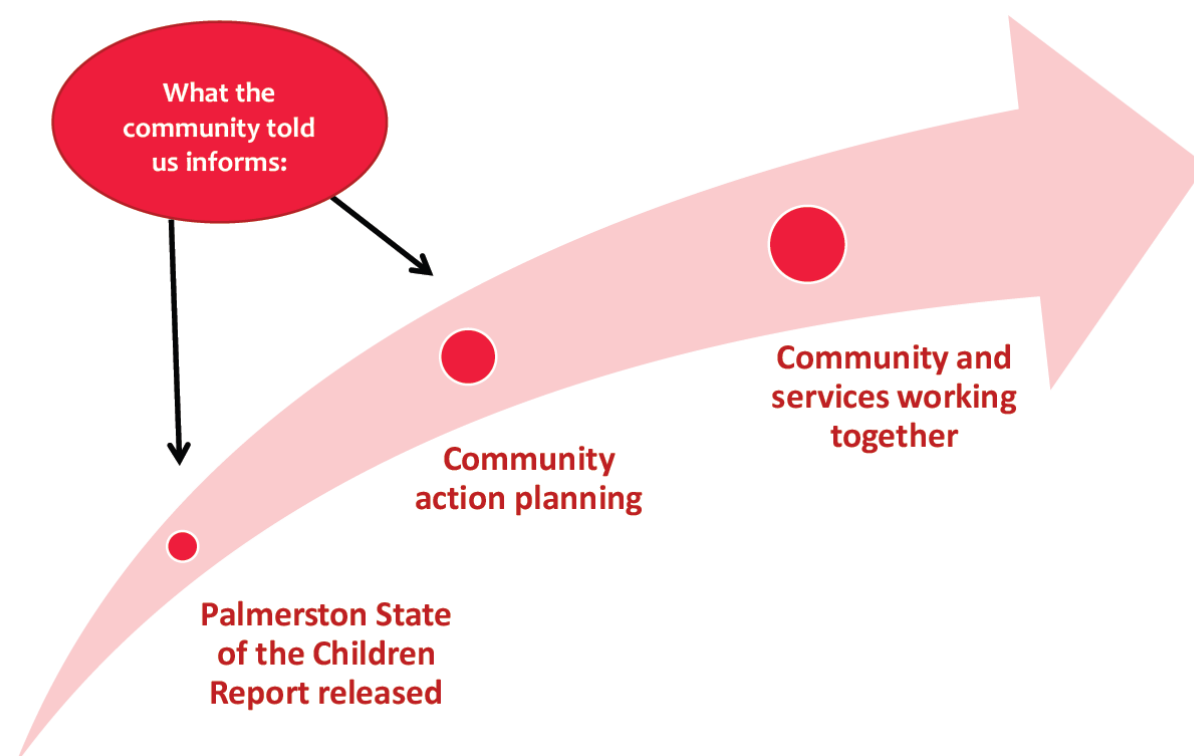 What the
community told
us informs:
Community and
services working
together
Community
action planning
Palmerston State
of the Children
Report released